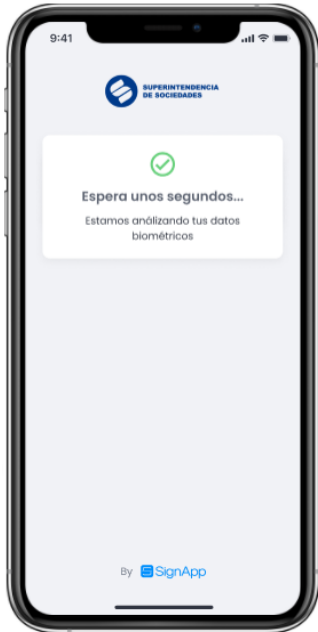 9:41
SUPERINTENDENCIA
DE SOCIEDADES
Espera unos segundos...
Estamos análizando tus datos
biométricos
By SignApp